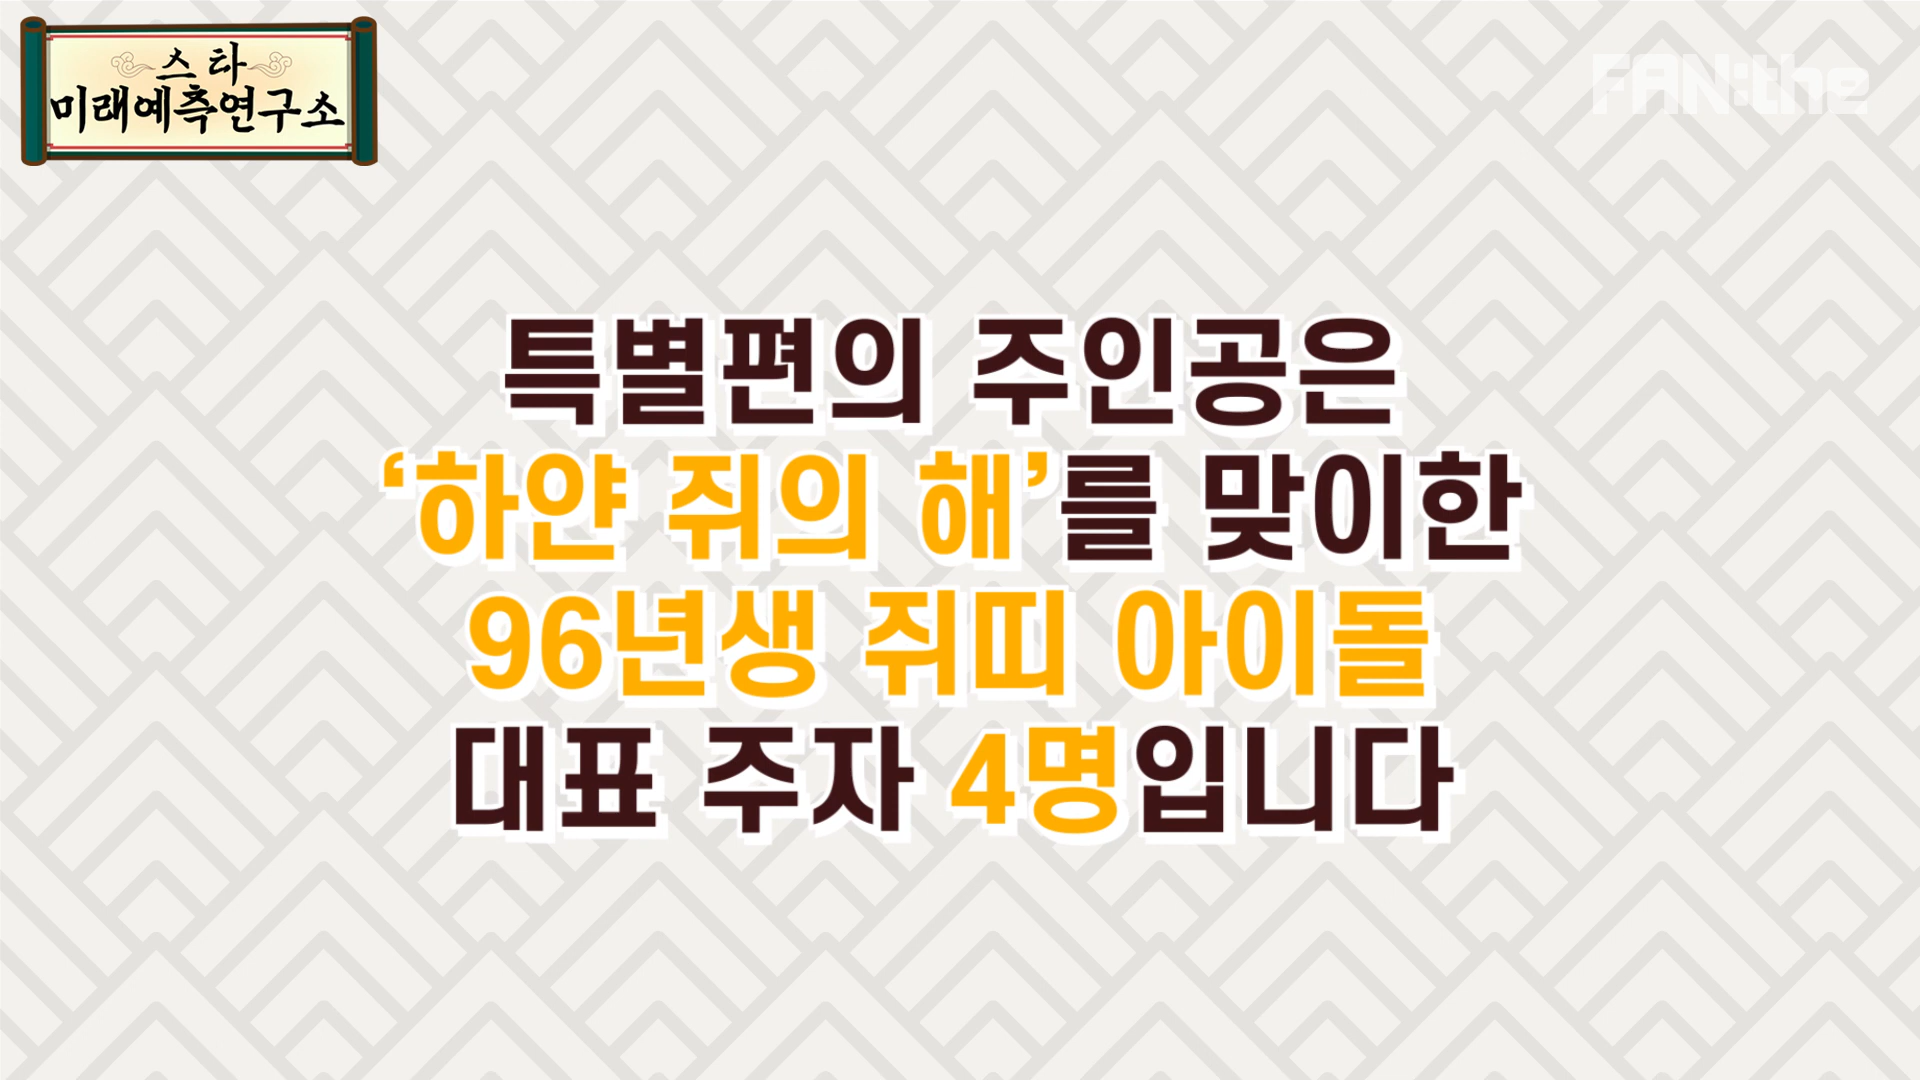 스타
미래예측연구소
FAN:the
특별편의 주인공은
‘하얀 쥐의 해’를 맞이한
96년생 쥐띠 아이돌
대표 주자 4명입니다